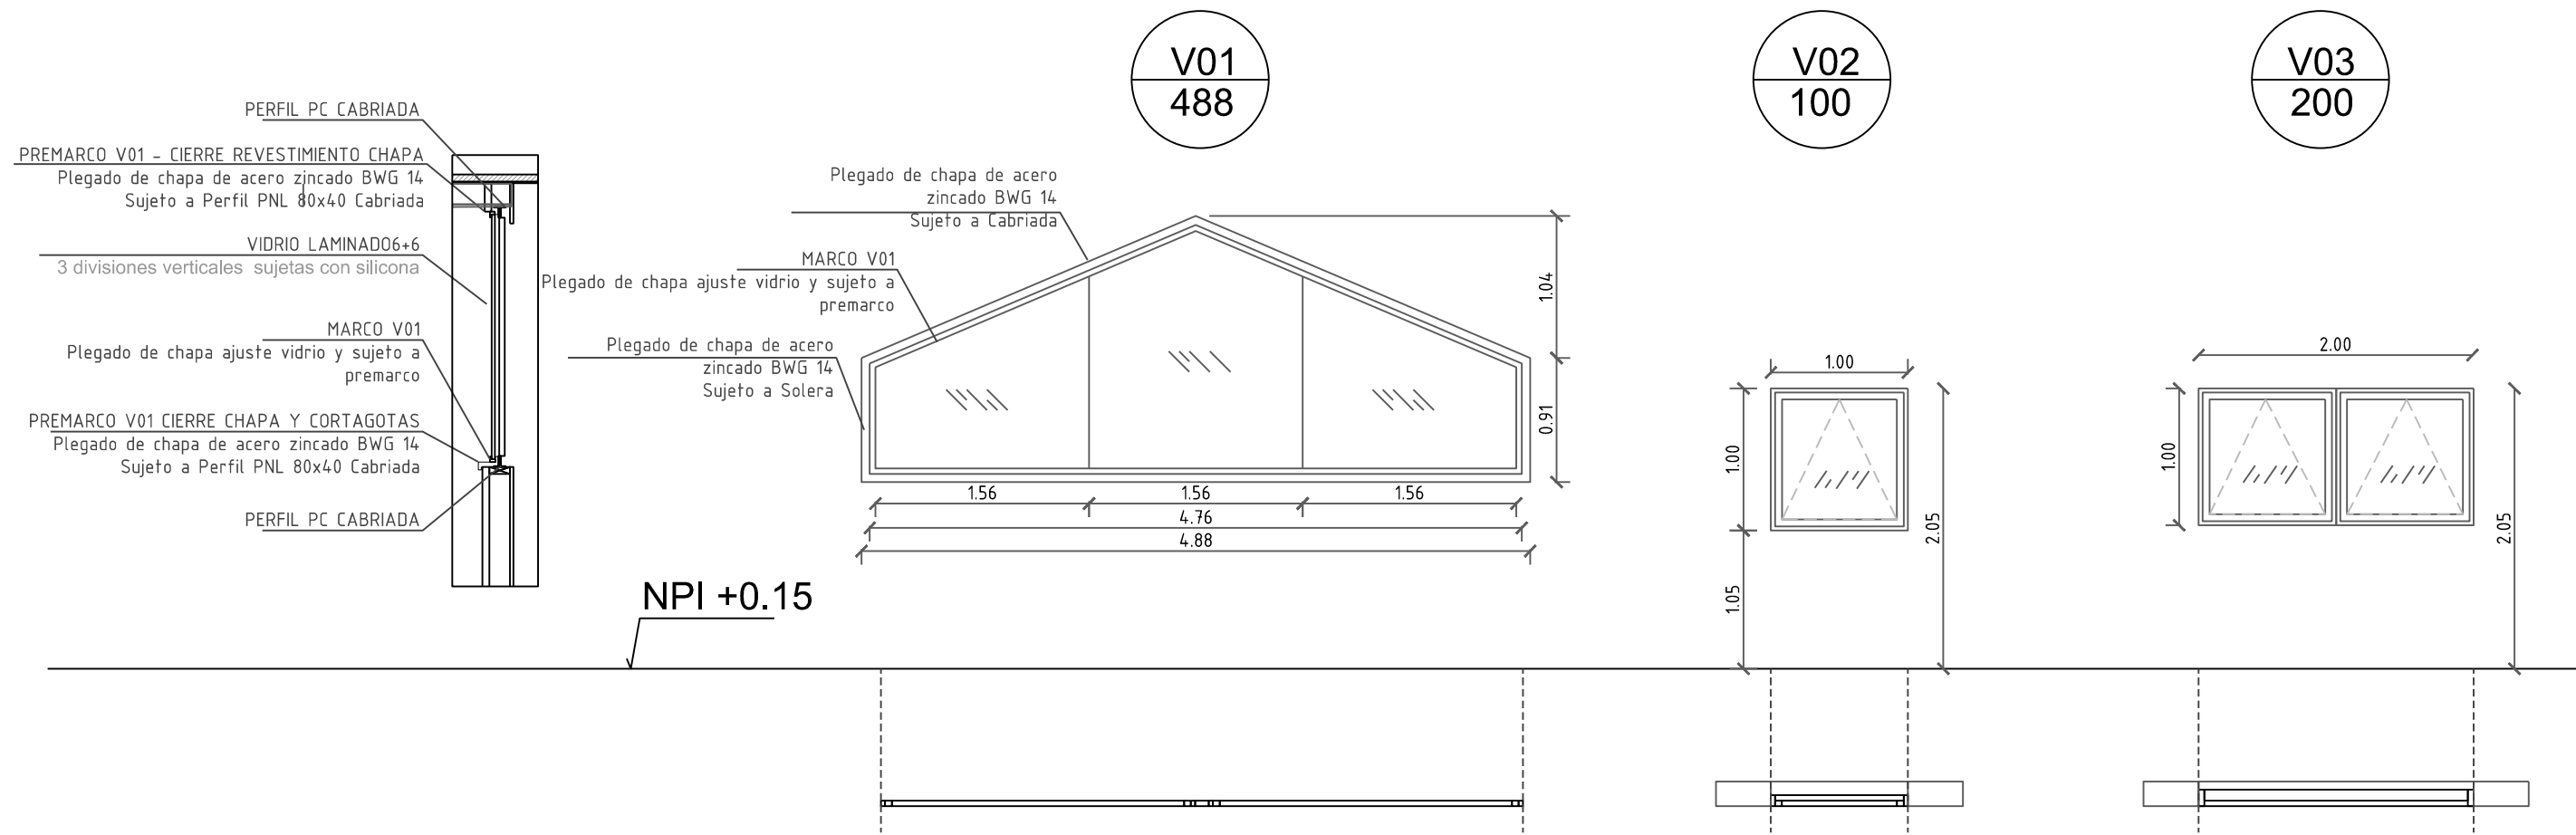 V01
488
V02
100
V03
200
PERFIL PC CABRIADA
PREMARCO V01 - CIERRE REVESTIMIENTO CHAPA
Plegado de chapa de acero zincado BWG 14
Sujeto a Perfil PNL 80x40 Cabriada
VIDRIO LAMINADO6+6
3 divisiones verticales sujetas con silicona
MARCO V01
Plegado de chapa ajuste vidrio y sujeto a
premarco
PREMARCO V01 CIERRE CHAPA Y CORTAGOTAS
Plegado de chapa de acero zincado BWG 14
Sujeto a Perfil PNL 80x40 Cabriada
PERFIL PC CABRIADA
Plegado de chapa de acero
zincado BWG 14
Sujeto a Cabriada
MARCO V01
Plegado de chapa ajuste vidrio y sujeto a
premarco
Plegado de chapa de acero
zincado BWG 14
Sujeto a Solera
1.04
0.91
1.56
1.56
1.56
4.76
4.88
1.00
1.00
1.05
2.05
2.00
1.00
2.05
NPI +0.15